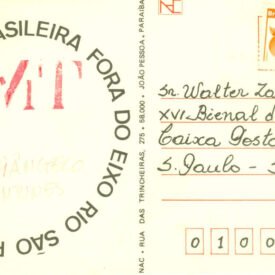 ASILEIRA FORA DO EIXO RIO SÃO P
MT
NAC - RUA DAS TRINCHEIRAS, 275 - 58.000 - JOÃO PESSOA, PARAÍBA
Sr. Walter Za
XVI-Bienal d
Caixa Posta
S. Paulo - S
0 1 0 0